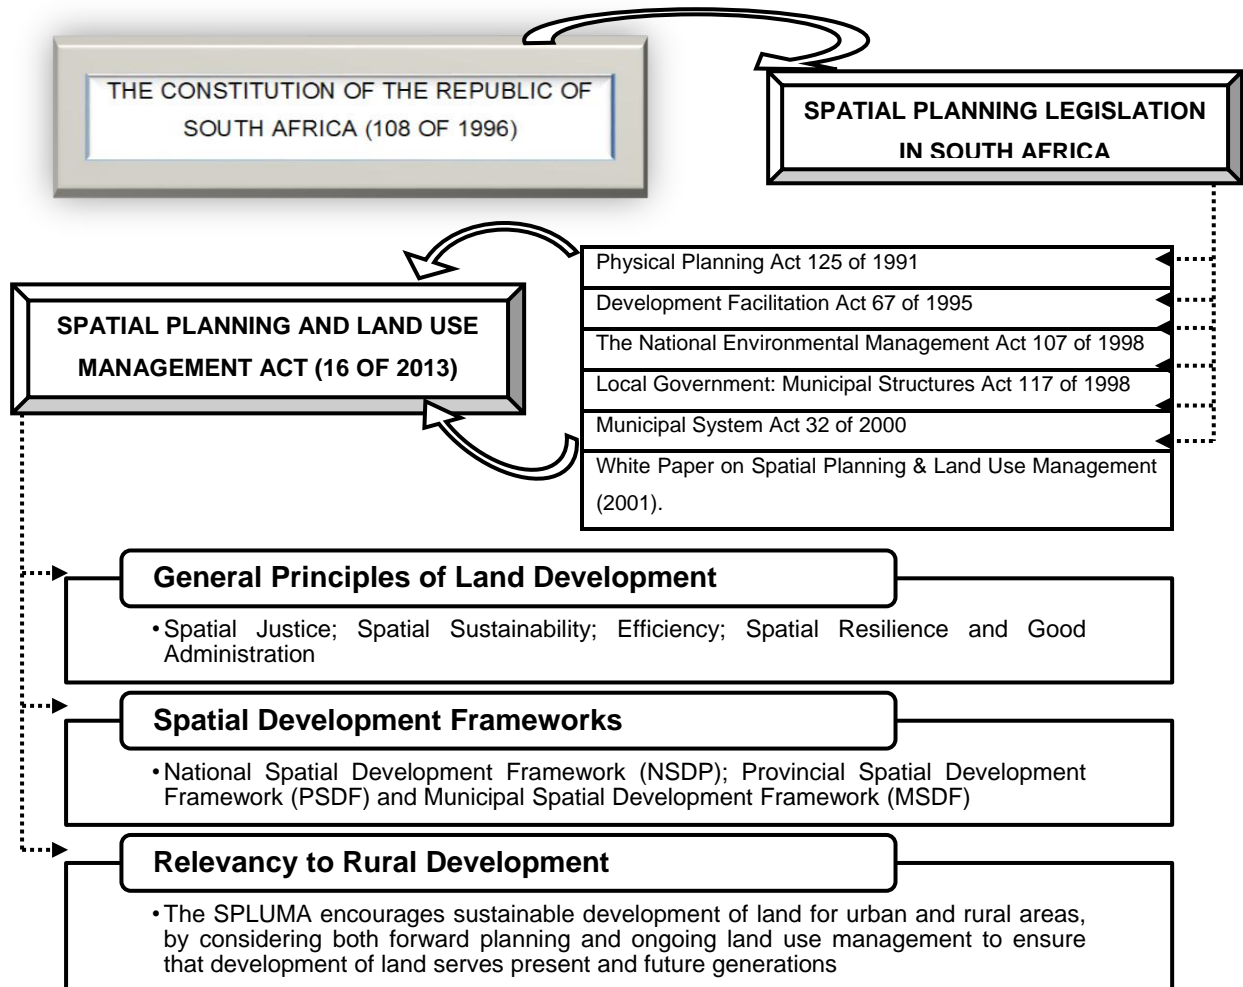 THE CONSTITUTION OF THE REPUBLIC OF
SOUTH AFRICA (108 OF 1996)
SPATIAL PLANNING LEGISLATION
IN SOUTH AFRICA
Physical Planning Act 125 of 1991
Development Facilitation Act 67 of 1995
The National Environmental Management Act 107 of 1998
Local Government: Municipal Structures Act 117 of 1998
Municipal System Act 32 of 2000
White Paper on Spatial Planning & Land Use Management
(2001).
SPATIAL PLANNING AND LAND USE
MANAGEMENT ACT (16 OF 2013)
General Principles of Land Development
• Spatial Justice; Spatial Sustainability; Efficiency; Spatial Resilience and Good
Administration
Spatial Development Frameworks
• National Spatial Development Framework (NSDP); Provincial Spatial Development
Framework (PSDF) and Municipal Spatial Development Framework (MSDF)
Relevancy to Rural Development
• The SPLUMA encourages sustainable development of land for urban and rural areas,
by considering both forward planning and ongoing land use management to ensure
that development of land serves present and future generations